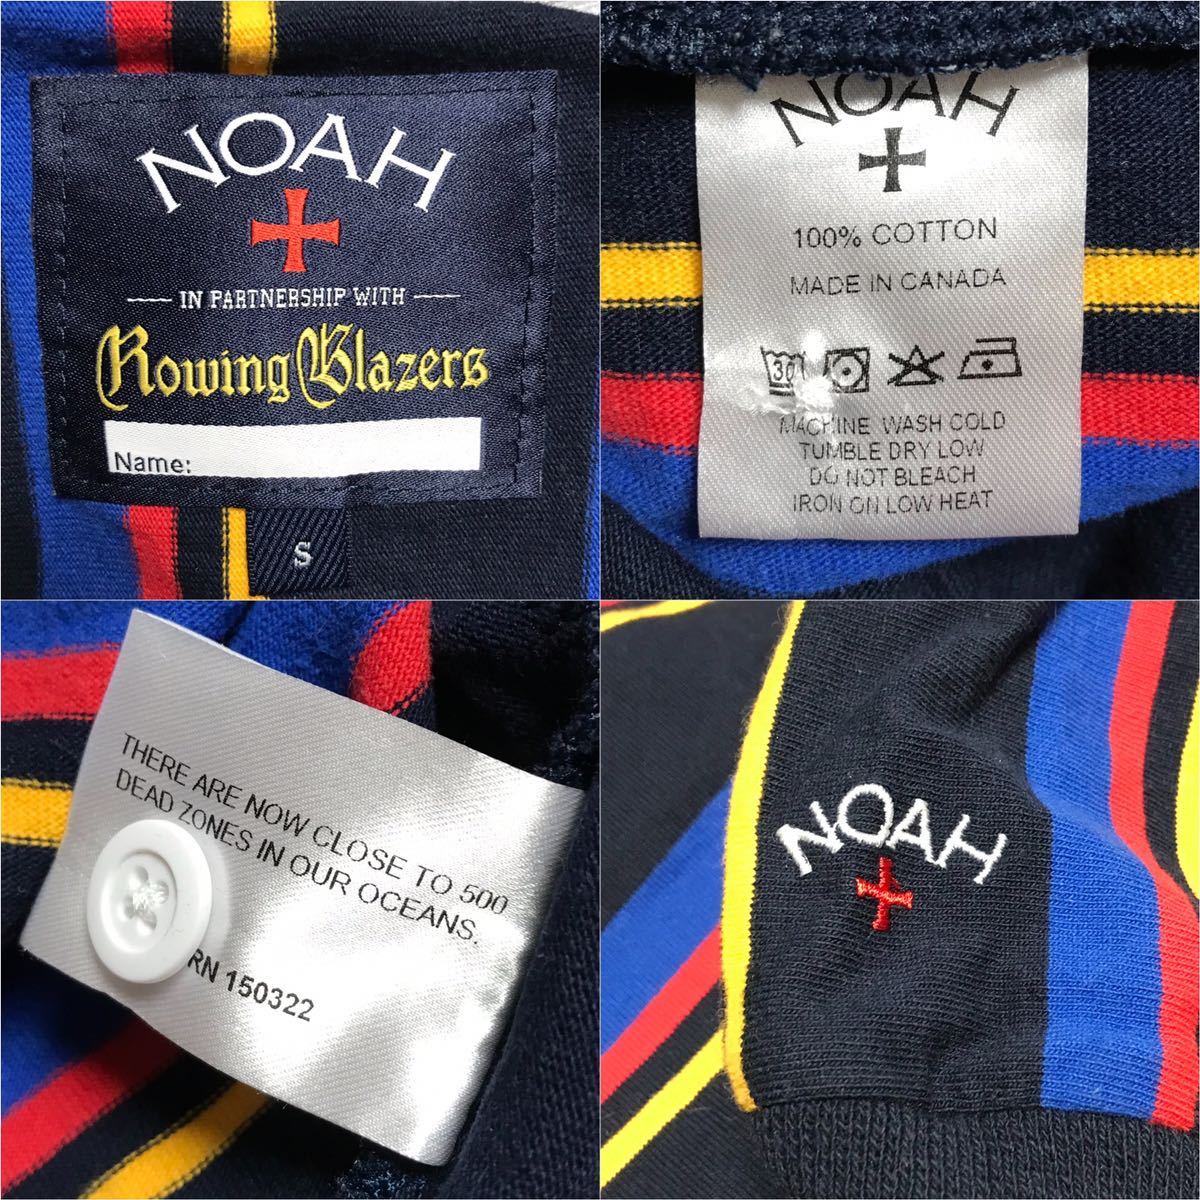 NOAH
IN PARTNERSHIP WITH
Rowing Blazers
Name:
S
NOAH
100% COTTON
MADE IN CANADA
30
MACHINE WASH COLD
TUMBLE DRY LOW
DO NOT BLEACH
IRON ON LOW HEAT
THERE ARE NOW CLOSE TO 500
DEAD ZONES IN OUR OCEANS.
RN 150322
NOAH